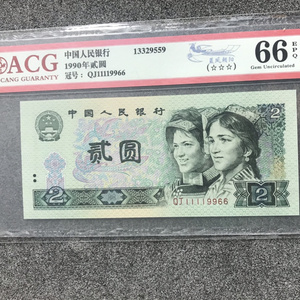 ACG
CANG GUARANTY
中国人民银行 13329559
1990年贰圆
冠号： QJ11119966
(☆☆☆)
66 EPQ
Gem Uncirculated
中国人民银行
贰圆
2 2
QJ11119966